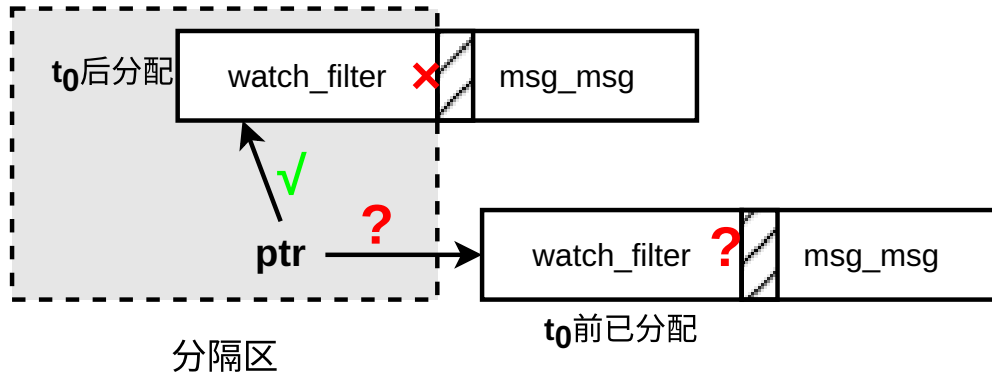 t0后分配
watch_filter
×
msg_msg
√
?
ptr
watch_filter
?
msg_msg
t0前已分配
分隔区